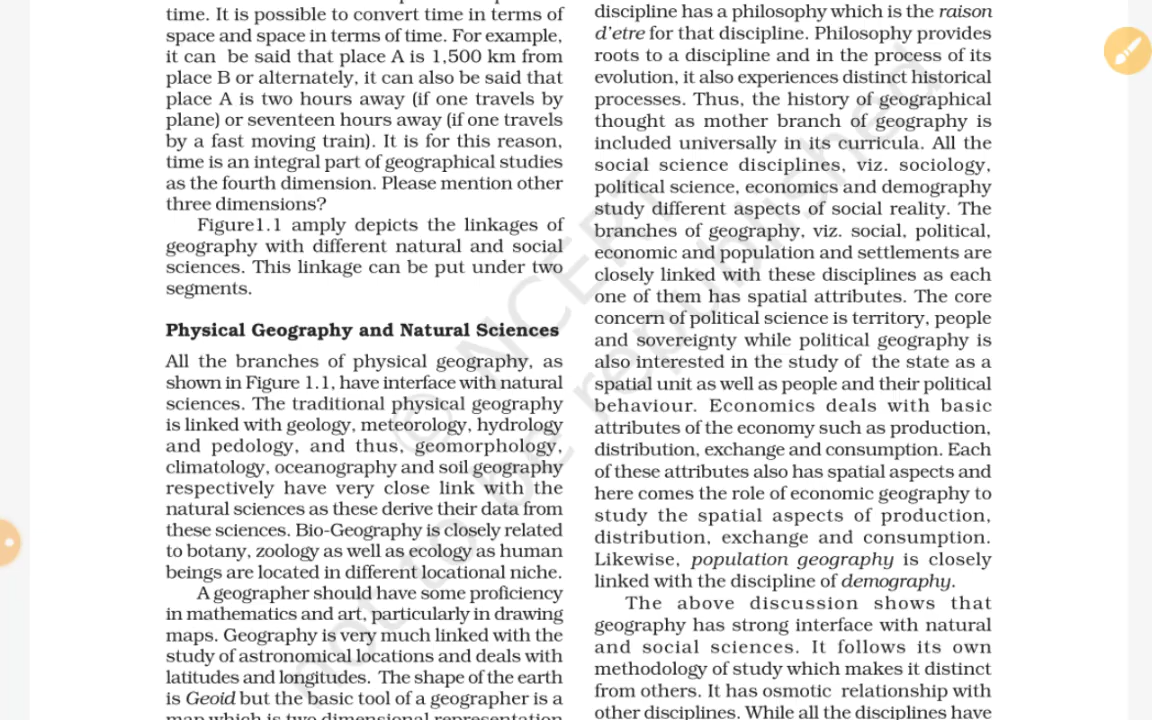 time. It is possible to convert time in terms of
space and space in terms of time. For example,
it can be said that place A is 1,500 km from
place B or alternately, it can also be said that
place A is two hours away (if one travels by
plane) or seventeen hours away (if one travels
by a fast moving train). It is for this reason,
time is an integral part of geographical studies
as the fourth dimension. Please mention other
three dimensions?
Figure1.1 amply depicts the linkages of
geography with different natural and social
sciences. This linkage can be put under two
segments.
Physical Geography and Natural Sciences
All the branches of physical geography, as
shown in Figure 1.1, have interface with natural
sciences. The traditional physical geography
is linked with geology, meteorology, hydrology
and pedology, and thus, geomorphology,
climatology, oceanography and soil geography
respectively have very close link with the
natural sciences as these derive their data from
these sciences. Bio-Geography is closely related
to botany, zoology as well as ecology as human
beings are located in different locational niche.
A geographer should have some proficiency
in mathematics and art, particularly in drawing
maps. Geography is very much linked with the
study of astronomical locations and deals with
latitudes and longitudes. The shape of the earth
is Geoid but the basic tool of a geographer is a
map which is two dimensional representation
discipline has a philosophy which is the raison
d'etre for that discipline. Philosophy provides
roots to a discipline and in the process of its
evolution, it also experiences distinct historical
processes. Thus, the history of geographical
thought as mother branch of geography is
included universally in its curricula. All the
social science disciplines, viz. sociology,
political science, economics and demography
study different aspects of social reality. The
branches of geography, viz. social, political,
economic and population and settlements are
closely linked with these disciplines as each
one of them has spatial attributes. The core
concern of political science is territory, people
and sovereignty while political geography is
also interested in the study of the state as a
spatial unit as well as people and their political
behaviour. Economics deals with basic
attributes of the economy such as production,
distribution, exchange and consumption. Each
of these attributes also has spatial aspects and
here comes the role of economic geography to
study the spatial aspects of production,
distribution, exchange and consumption.
Likewise, population geography is closely
linked with the discipline of demography.
The above discussion shows that
geography has strong interface with natural
and social sciences. It follows its own
methodology of study which makes it distinct
from others. It has osmotic relationship with
other disciplines. While all the disciplines have
© NCERT
not to be republished